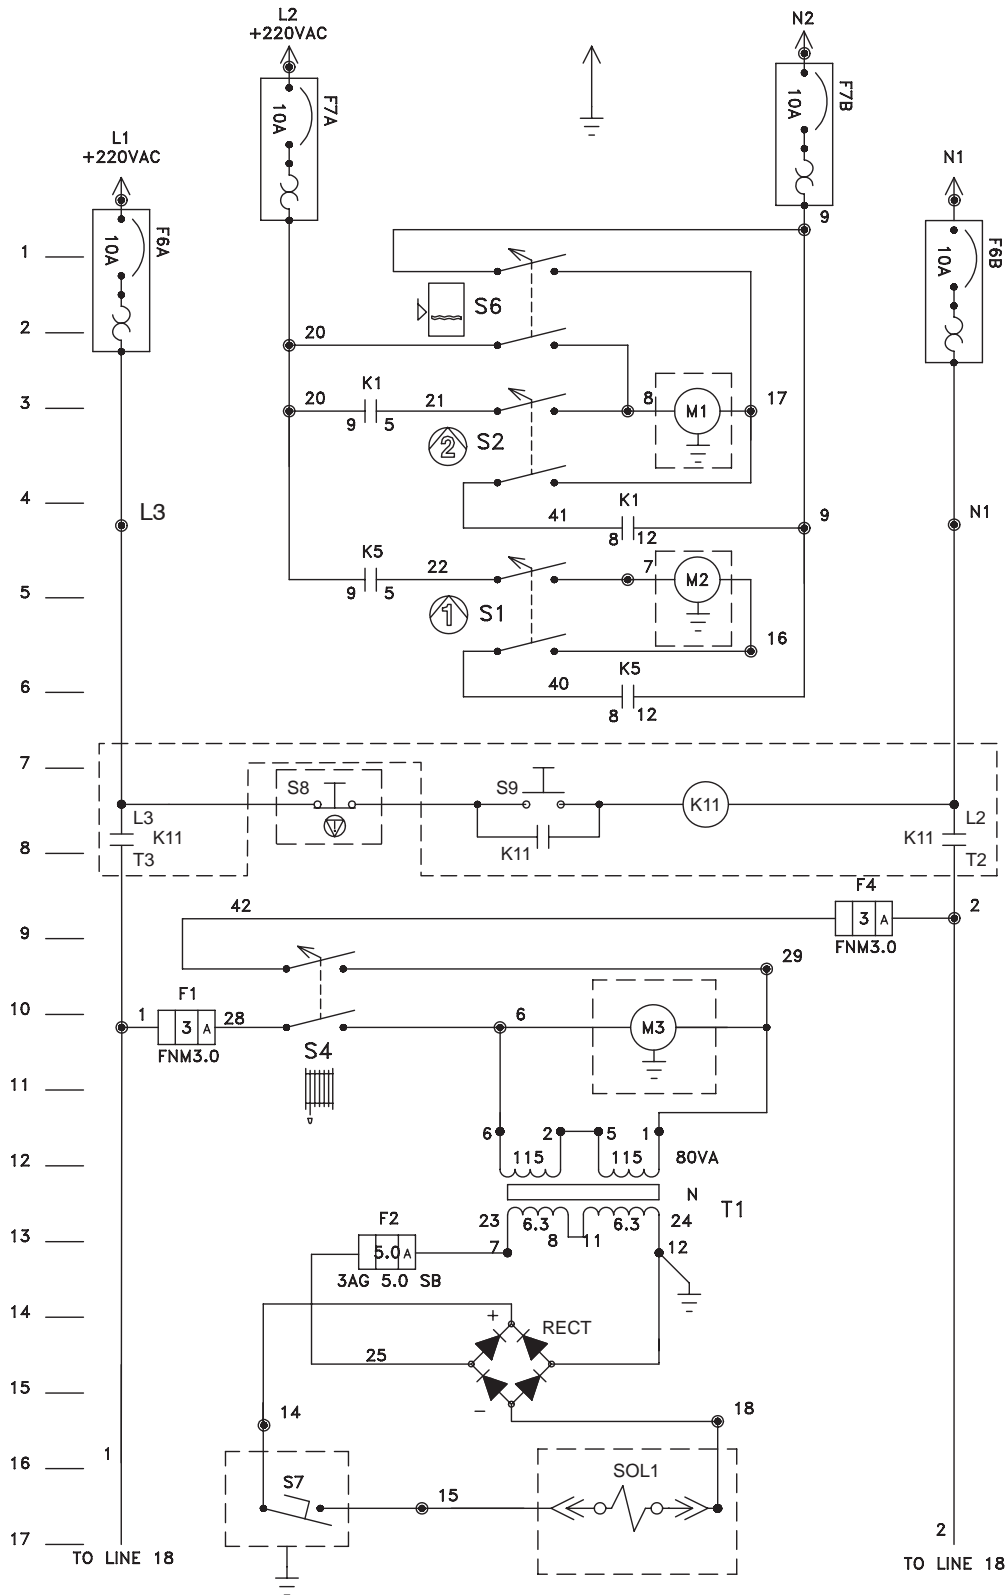 L2
+220VAC
N2
F7A
10A
F7B
10A
L1
+220VAC
N1
F6A
10A
9
F6B
10A
1
S6
2
20
3
20
K1
21
9 5
8
M1
17
2
S2
4
L3
K1
41
8 12
9
N1
K5
22
9 5
7
M2
5
1
S1
16
6
K5
40
8 12
7
S8
S9
K11
L3
K11
T3
L2
K11
T2
8
K11
F4
42
3 A
2
9
FNM3.0
29
10
F1
1
3 A
28
FNM3.0
6
M3
S4
11
6 2 5 1
12
115 115 80VA
N
T1
23 6.3 6.3 24
F2
13
5.0 A
7 8 11 12
3AG 5.0 SB
14
+
RECT
25
15
-
14
18
1
16
S7
SOL1
15
17
2
TO LINE 18
TO LINE 18